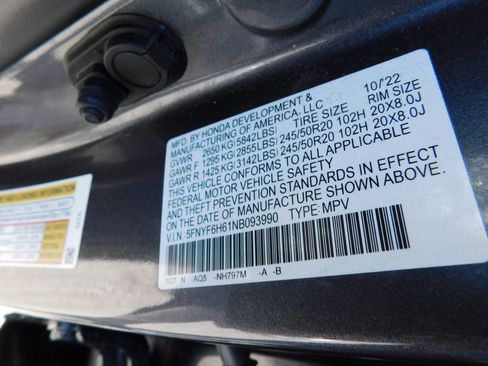 MFD. BY HONDA DEVELOPMENT & 10/'22
MANUFACTURING OF AMERICA, LLC
TIRE SIZE RIM SIZE
GVWR 2650 KG(5842LBS)
GAWR F 1295 KG(2855LBS) 245/50R20 102H 20X8.0J
GAWR R 1425 KG(3142LBS) 245/50R20 102H 20X8.0J
THIS VEHICLE CONFORMS TO ALL APPLICABLE
FEDERAL MOTOR VEHICLE SAFETY
AND THEFT PREVENTION STANDARDS IN EFFECT
ON THE DATE OF MANUFACTURE SHOWN ABOVE.
V.I.N. 5FNYF6H61NB093990 TYPE: MPV
TG7 N AQ5 -NH797M -A -B